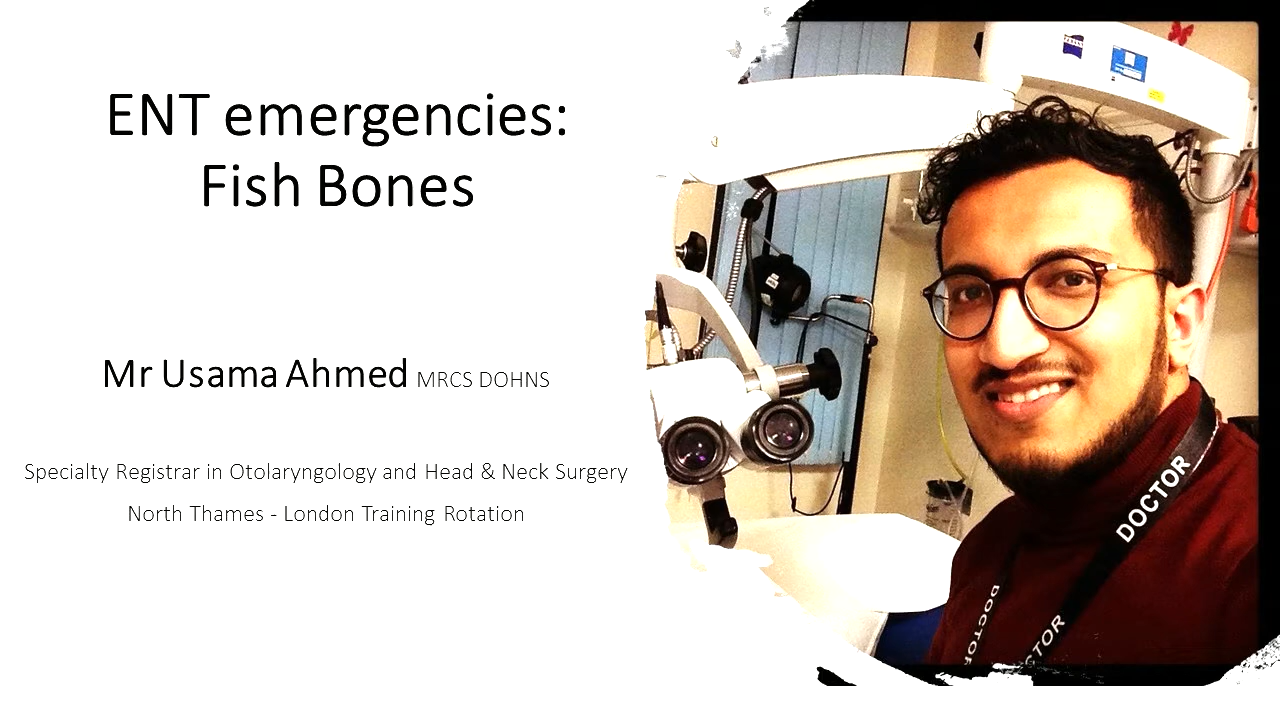 ENT emergencies:
Fish Bones
Mr Usama Ahmed MRCS DOHNS
Specialty Registrar in Otolaryngology and Head & Neck Surgery
North Thames - London Training Rotation
DOCTOR
DOCTOR